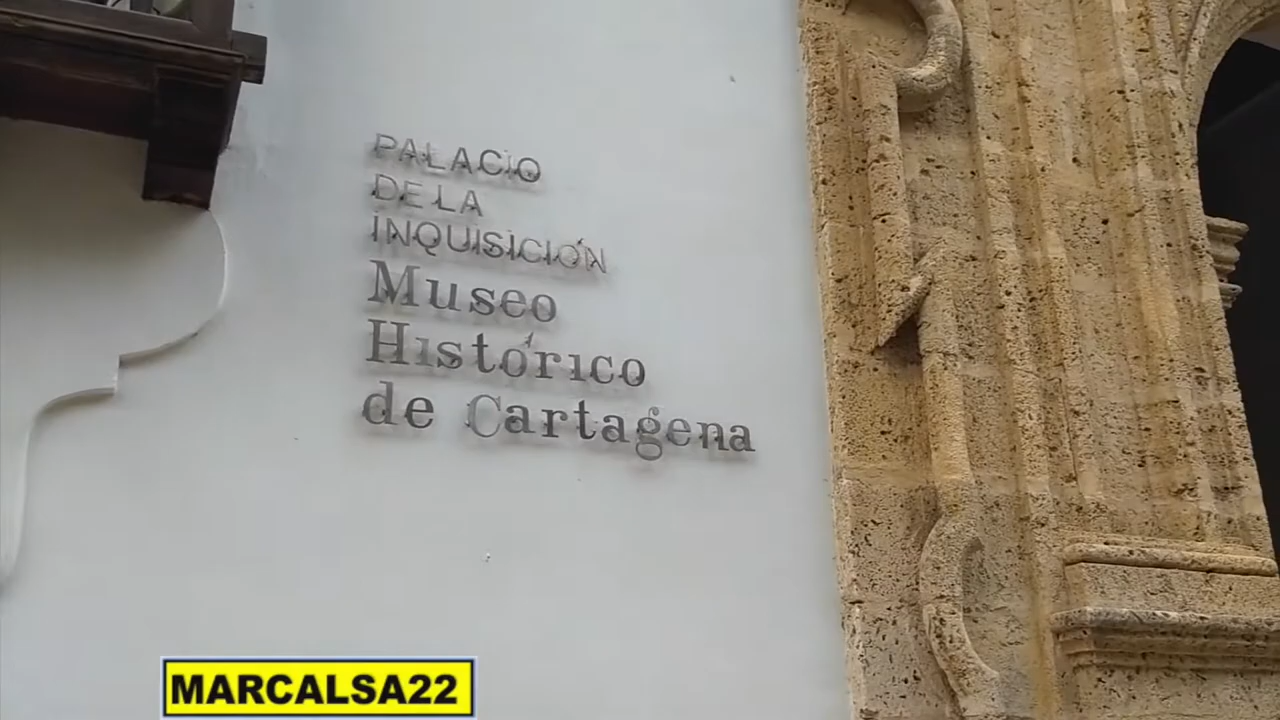 PALACIO
DE LA
INQUISICIÓN
Museo
Histórico
de Cartagena
MARCALSA22